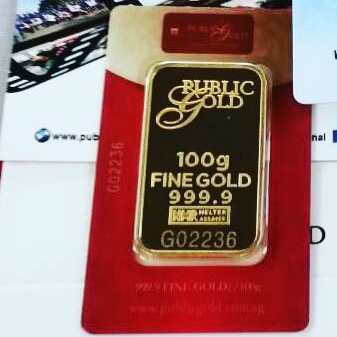 PUBLIC GOLD
www.pub
PUBLIC
GOLD
100g
FINE GOLD
999.9
MELTER
ASSAYER
G02236
G02236
nal
D
999.9 FINE GOLD//100g
www.publicgold.com.my